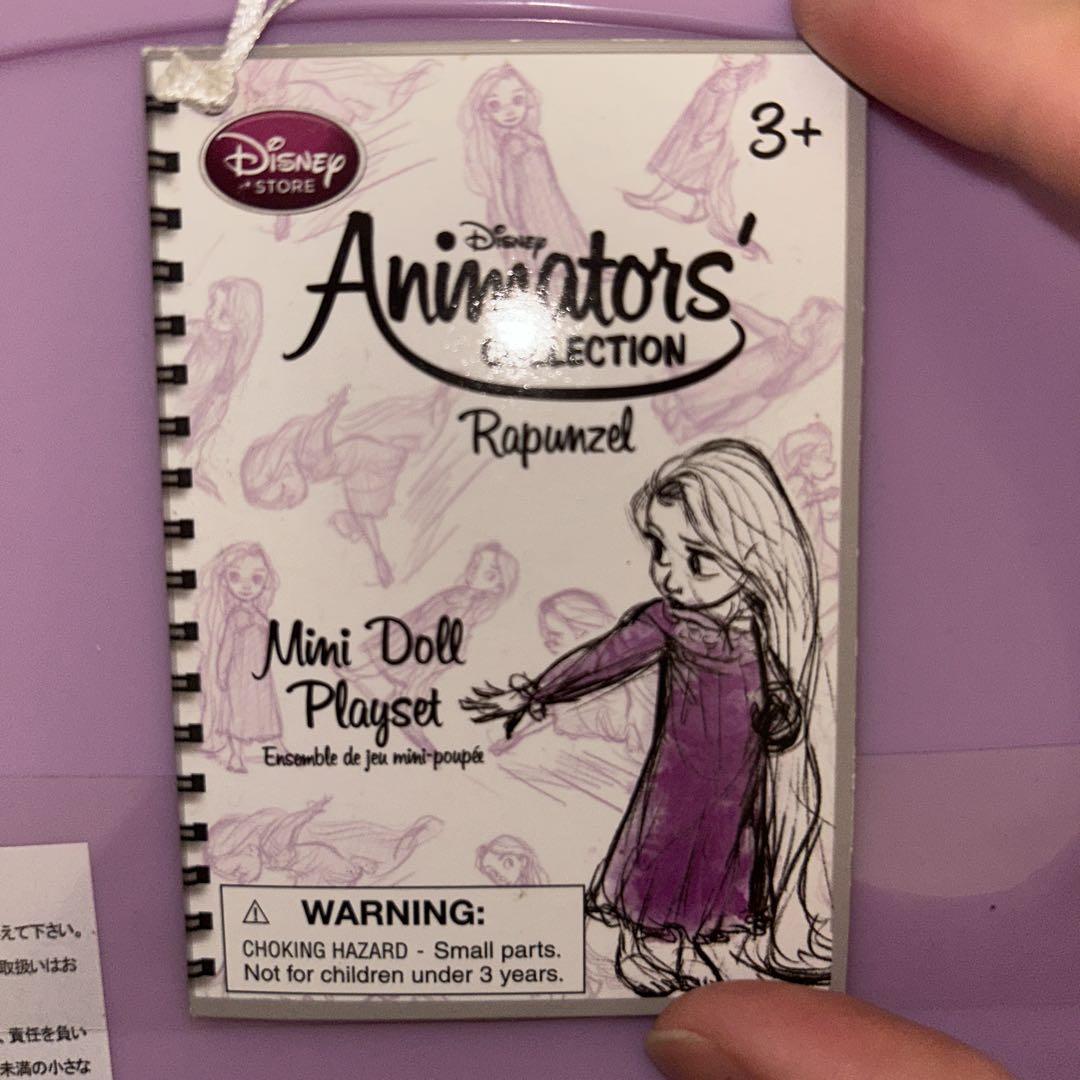 3+
Disney
STORE
Disney
Animators'
COLLECTION
Rapunzel
Mini Doll
Playset
Ensemble de jeu mini-poupée
⚠ WARNING:
CHOKING HAZARD - Small parts.
Not for children under 3 years.
えて下さい。
取扱いはお
、責任を負い
未満の小さな